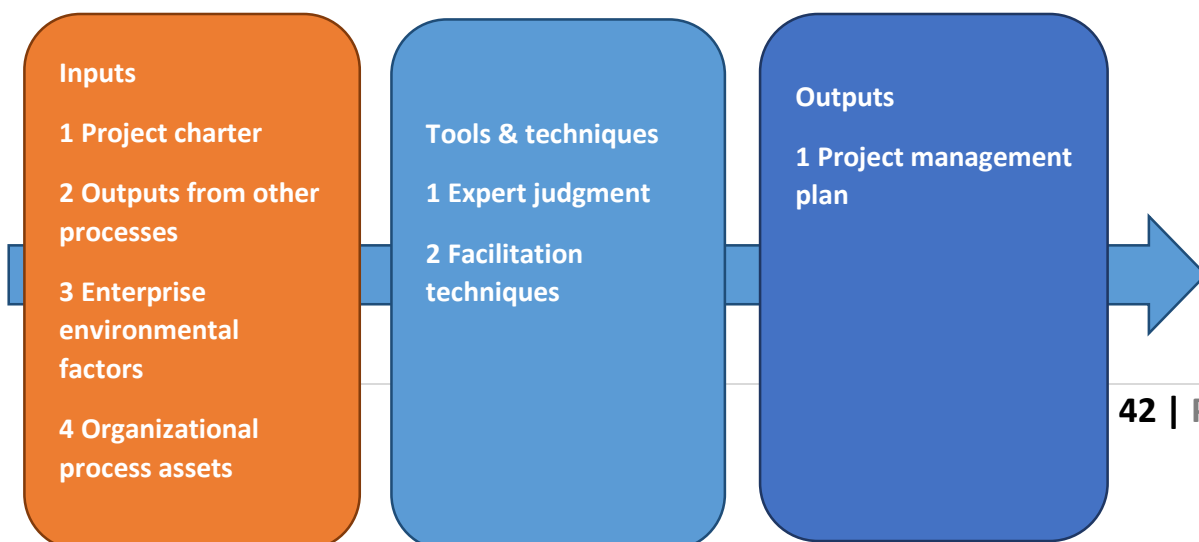 Inputs
1 Project charter
2 Outputs from other
processes
3 Enterprise
environmental
factors
4 Organizational
process assets
Tools & techniques
1 Expert judgment
2 Facilitation
techniques
Outputs
1 Project management
plan
42 |